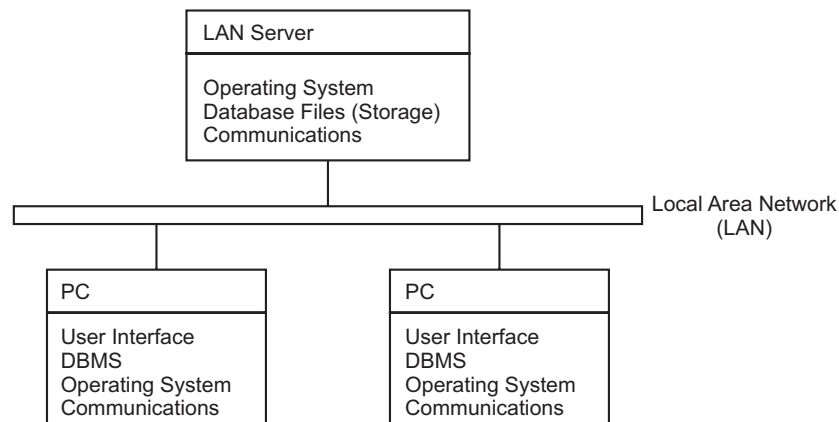 LAN Server
Operating System
Database Files (Storage)
Communications
Local Area Network
(LAN)
PC
User Interface
DBMS
Operating System
Communications
PC
User Interface
DBMS
Operating System
Communications